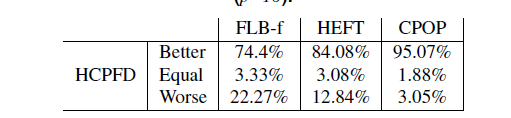 FLB-f HEFT CPOP
Better 74.4% 84.08% 95.07%
HCPFD Equal 3.33% 3.08% 1.88%
Worse 22.27% 12.84% 3.05%